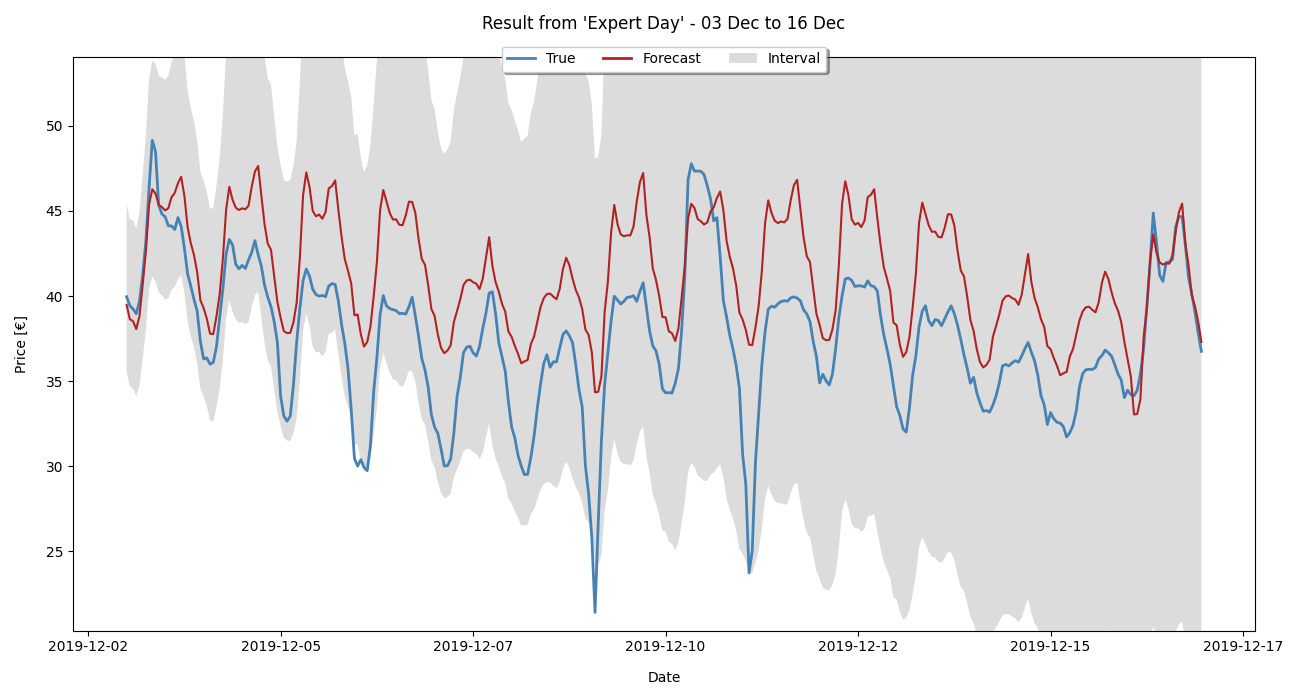 Result from 'Expert Day' - 03 Dec to 16 Dec
True Forecast Interval
50
45
40
35
30
25
Price [€]
2019-12-02 2019-12-05 2019-12-07 2019-12-10 2019-12-12 2019-12-15 2019-12-17
Date